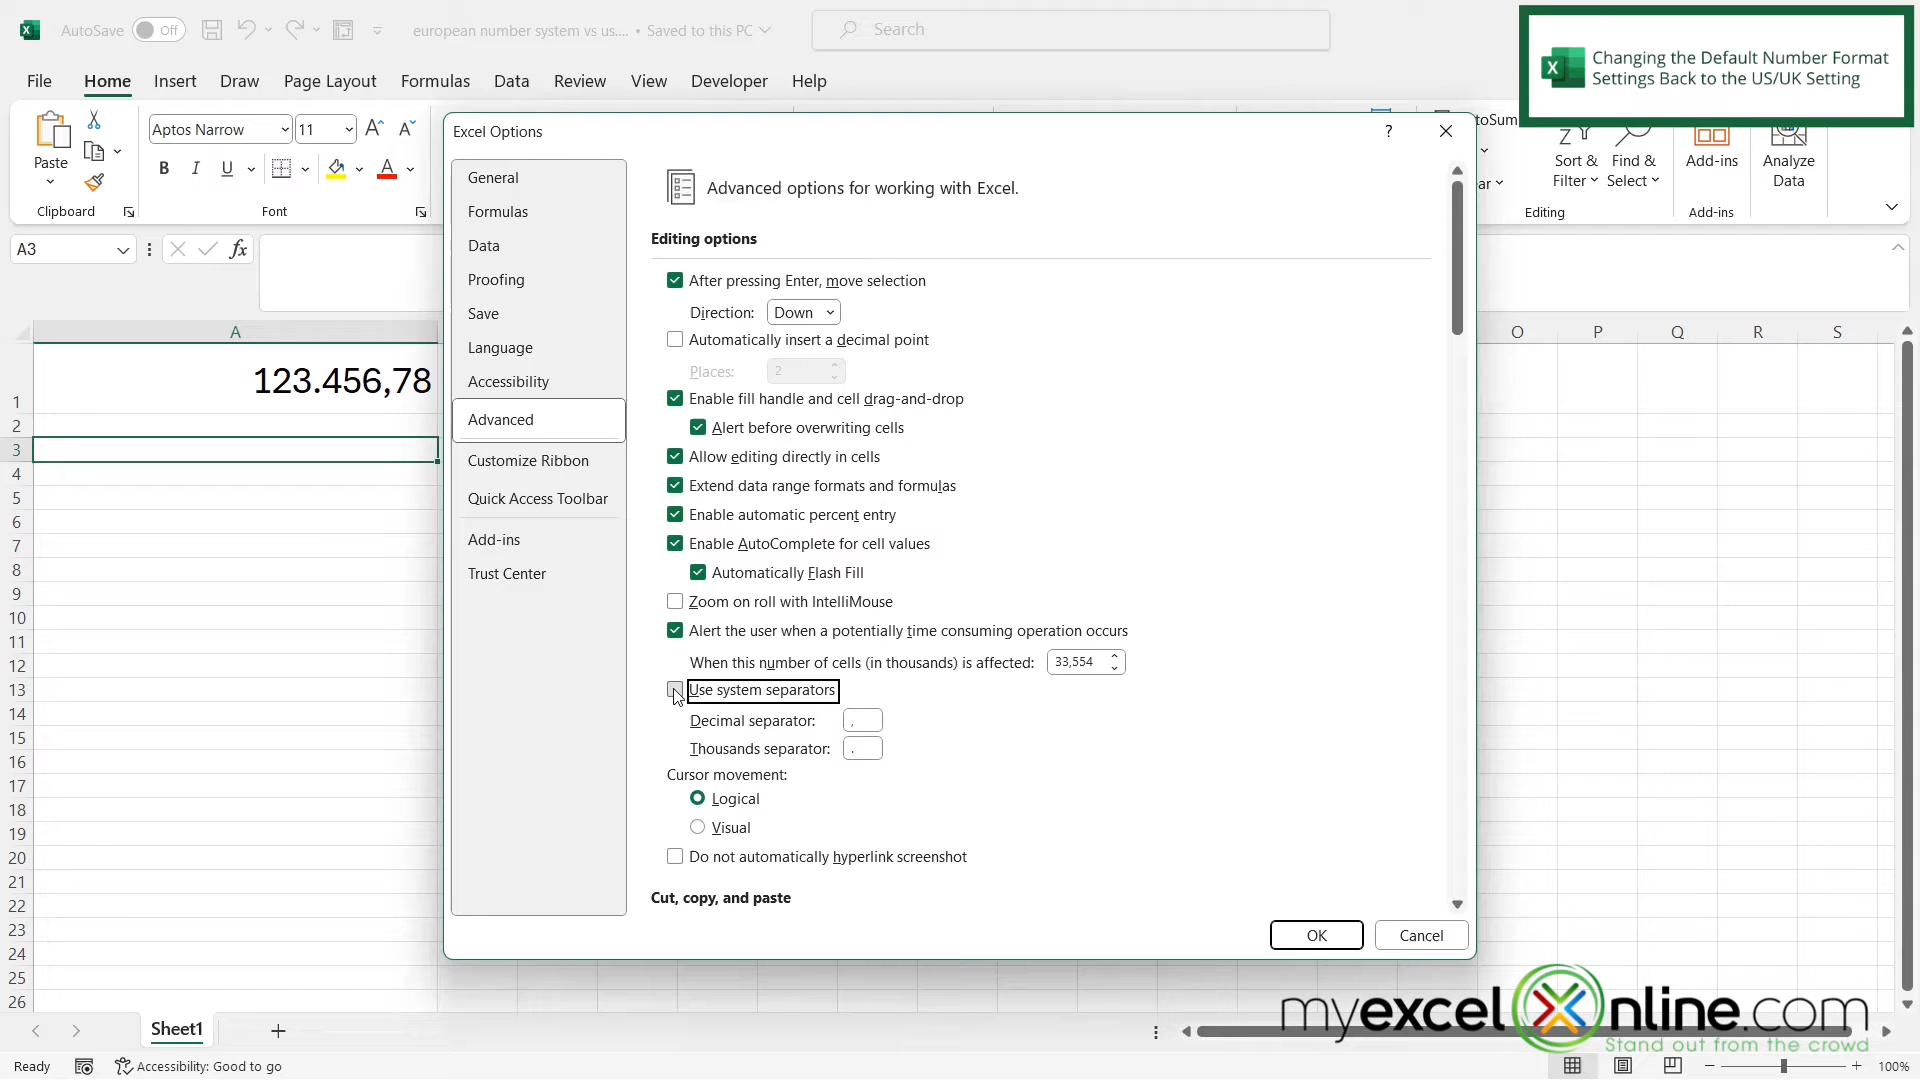 AutoSave Off european number system vs us.... • Saved to this PC Search
Changing the Default Number Format
Settings Back to the US/UK Setting
File Home Insert Draw Page Layout Formulas Data Review View Developer Help
Paste
Aptos Narrow 11
B I U A
Clipboard Font
toSum
ar
Sort &
Filter
Find &
Select
Editing
Add-ins
Add-ins
Analyze
Data
A3 fx
A O P Q R S
123.456,78
1
2
3
4
5
6
7
8
9
10
11
12
13
14
15
16
17
18
19
20
21
22
23
24
25
26
Excel Options ?
General
Formulas
Data
Proofing
Save
Language
Accessibility
Advanced
Customize Ribbon
Quick Access Toolbar
Add-ins
Trust Center
Advanced options for working with Excel.
Editing options
After pressing Enter, move selection
Direction: Down
Automatically insert a decimal point
Places: 2
Enable fill handle and cell drag-and-drop
Alert before overwriting cells
Allow editing directly in cells
Extend data range formats and formulas
Enable automatic percent entry
Enable AutoComplete for cell values
Automatically Flash Fill
Zoom on roll with IntelliMouse
Alert the user when a potentially time consuming operation occurs
When this number of cells (in thousands) is affected: 33,554
Use system separators
Decimal separator: ,
Thousands separator: .
Cursor movement:
Logical
Visual
Do not automatically hyperlink screenshot
Cut, copy, and paste
OK Cancel
myexcelonline.com
Stand out from the crowd
Sheet1
Ready Accessibility: Good to go 100%